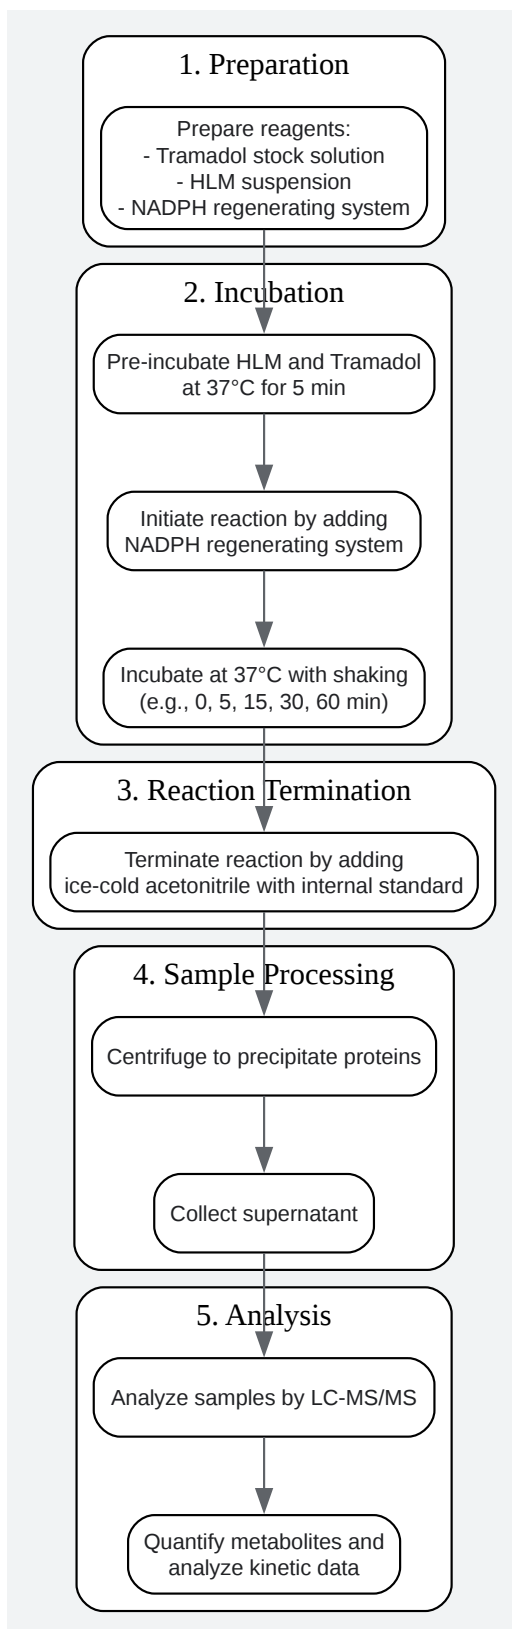 1. Preparation
Prepare reagents:
- Tramadol stock solution
- HLM suspension
- NADPH regenerating system
2. Incubation
Pre-incubate HLM and Tramadol
at 37°C for 5 min
Initiate reaction by adding
NADPH regenerating system
Incubate at 37°C with shaking
(e.g., 0, 5, 15, 30, 60 min)
3. Reaction Termination
Terminate reaction by adding
ice-cold acetonitrile with internal standard
4. Sample Processing
Centrifuge to precipitate proteins
Collect supernatant
5. Analysis
Analyze samples by LC-MS/MS
Quantify metabolites and
analyze kinetic data